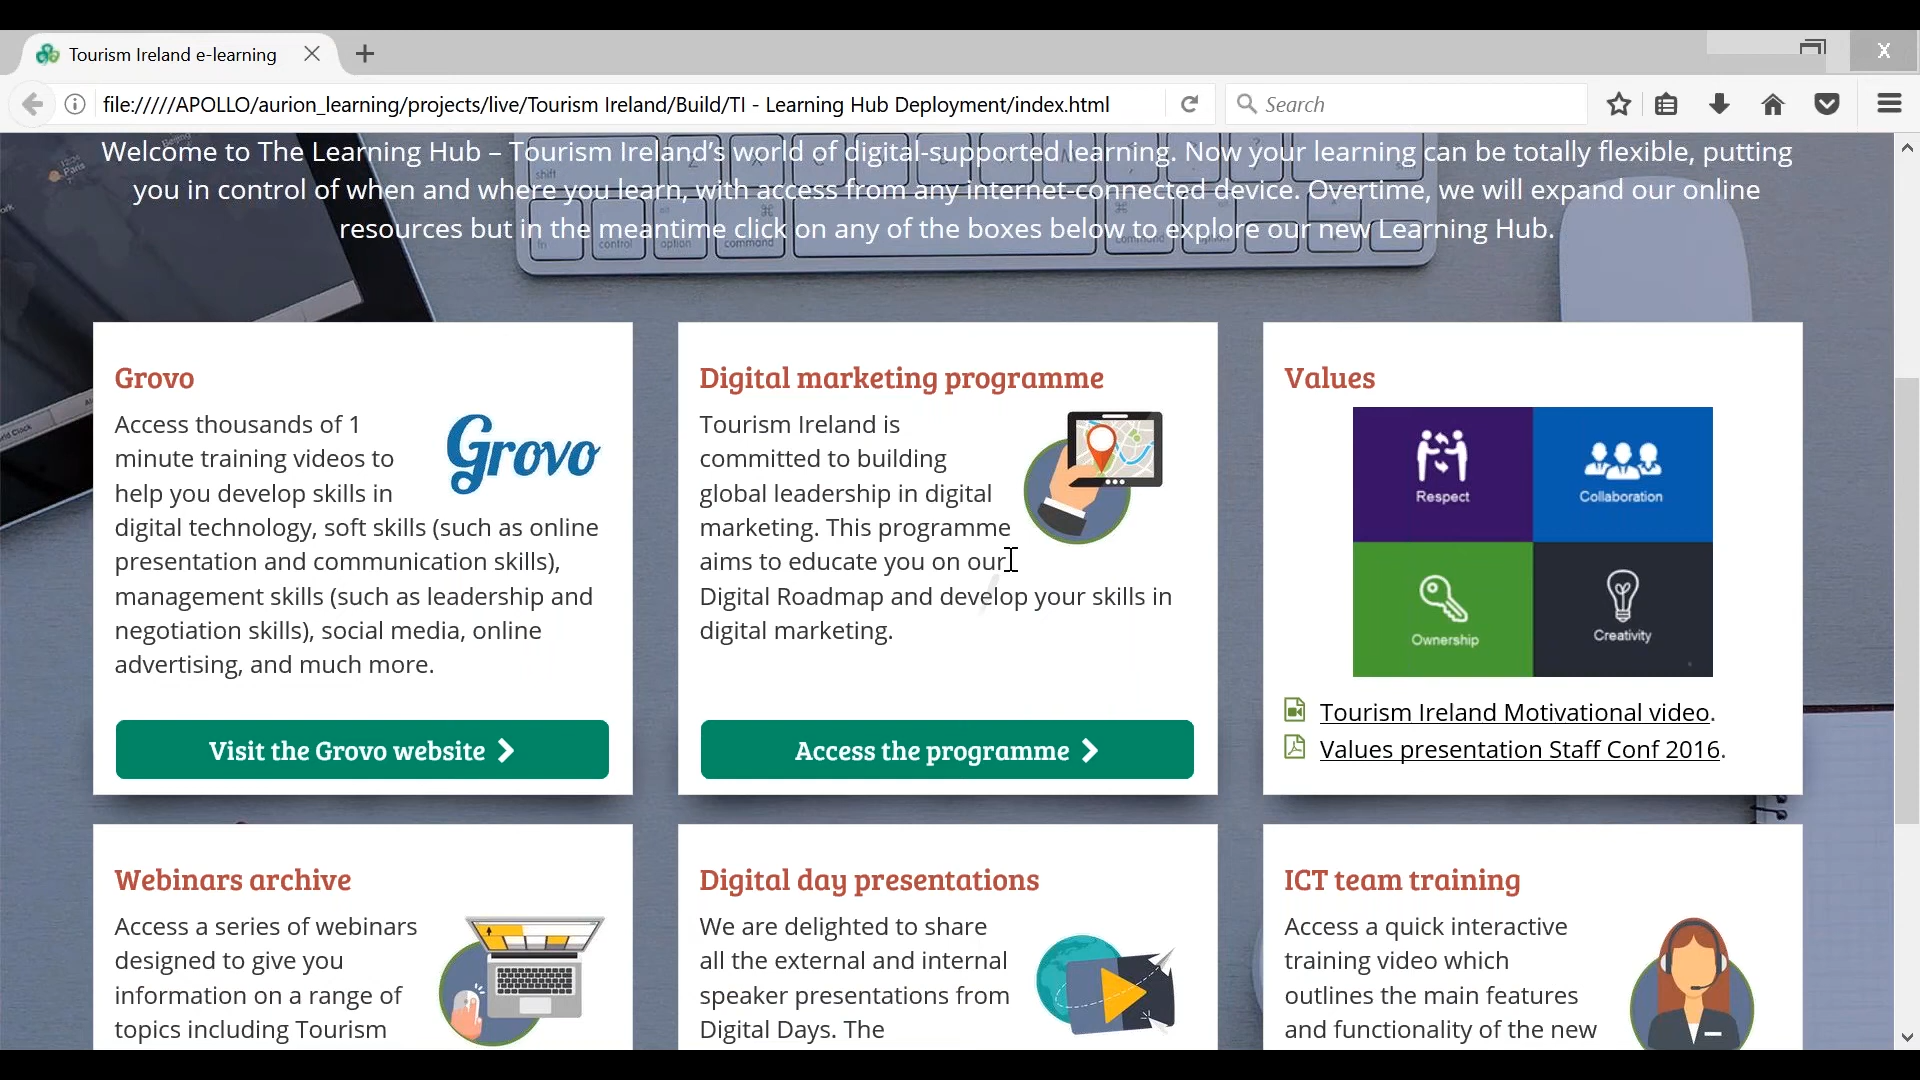 Tourism Ireland e-learning
file://///APOLLO/aurion_learning/projects/live/Tourism Ireland/Build/TI - Learning Hub Deployment/index.html
Search
Welcome to The Learning Hub – Tourism Ireland's world of digital-supported learning. Now your learning can be totally flexible, putting
you in control of when and where you learn, with access from any internet-connected device. Overtime, we will expand our online
resources but in the meantime click on any of the boxes below to explore our new Learning Hub.
shift
fn
control
option
command
Paris
Grovo
Access thousands of 1
minute training videos to
help you develop skills in
digital technology, soft skills (such as online
presentation and communication skills),
management skills (such as leadership and
negotiation skills), social media, online
advertising, and much more.
Grovo
Visit the Grovo website
Digital marketing programme
Tourism Ireland is
committed to building
global leadership in digital
marketing. This programme
aims to educate you on our
Digital Roadmap and develop your skills in
digital marketing.
Access the programme
Values
Respect
Collaboration
Ownership
Creativity
Tourism Ireland Motivational video.
Values presentation Staff Conf 2016.
Webinars archive
Access a series of webinars
designed to give you
information on a range of
topics including Tourism
Digital day presentations
We are delighted to share
all the external and internal
speaker presentations from
Digital Days. The
ICT team training
Access a quick interactive
training video which
outlines the main features
and functionality of the new